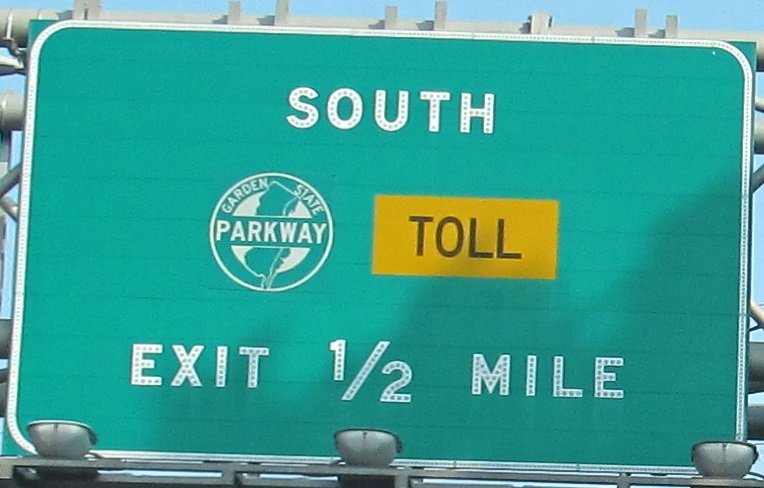 SOUTH
GARDEN STATE
PARKWAY
TOLL
EXIT 1/2 MILE